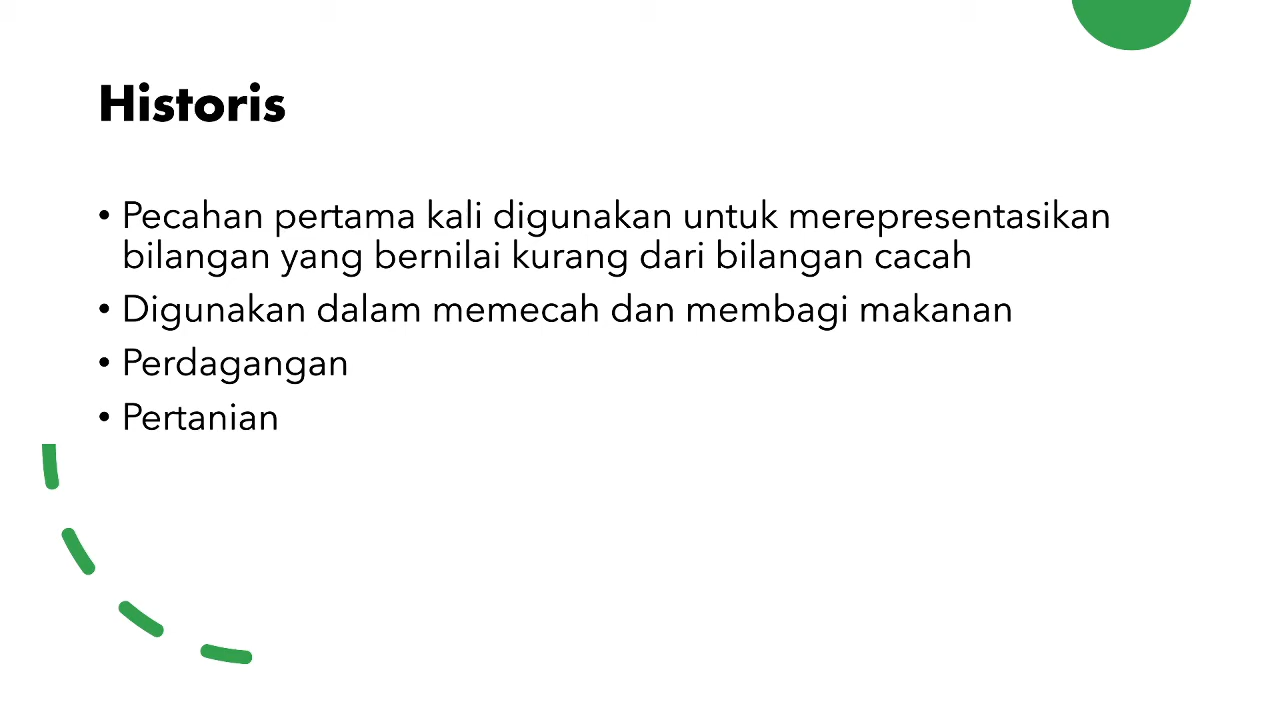 Historis
• Pecahan pertama kali digunakan untuk merepresentasikan
bilangan yang bernilai kurang dari bilangan cacah
• Digunakan dalam memecah dan membagi makanan
• Perdagangan
• Pertanian